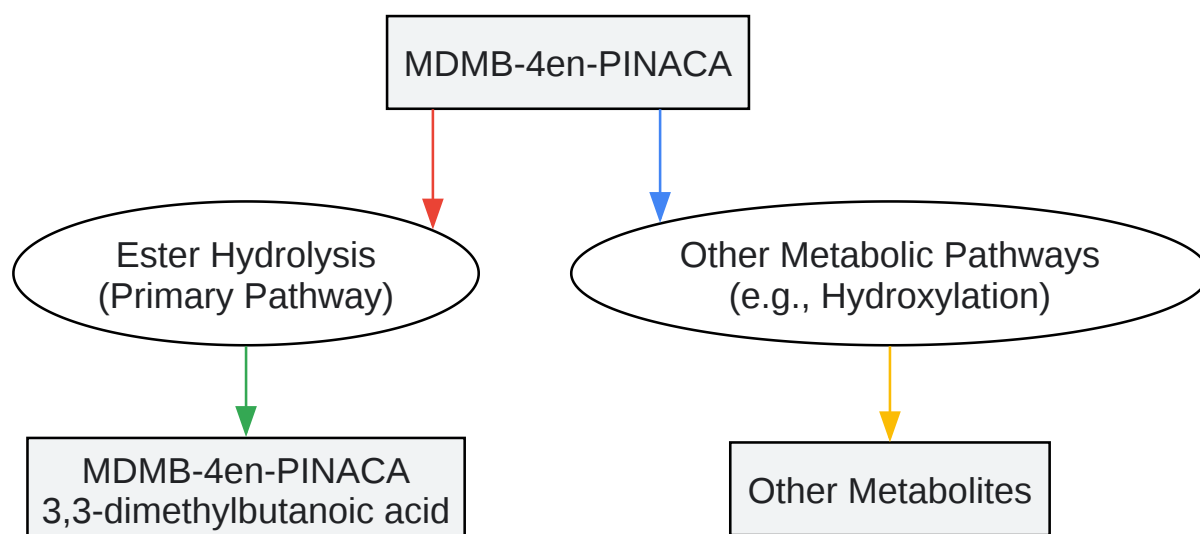 MDMB-4en-PINACA
Ester Hydrolysis
(Primary Pathway)
Other Metabolic Pathways
(e.g., Hydroxylation)
MDMB-4en-PINACA
3,3-dimethylbutanoic acid
Other Metabolites